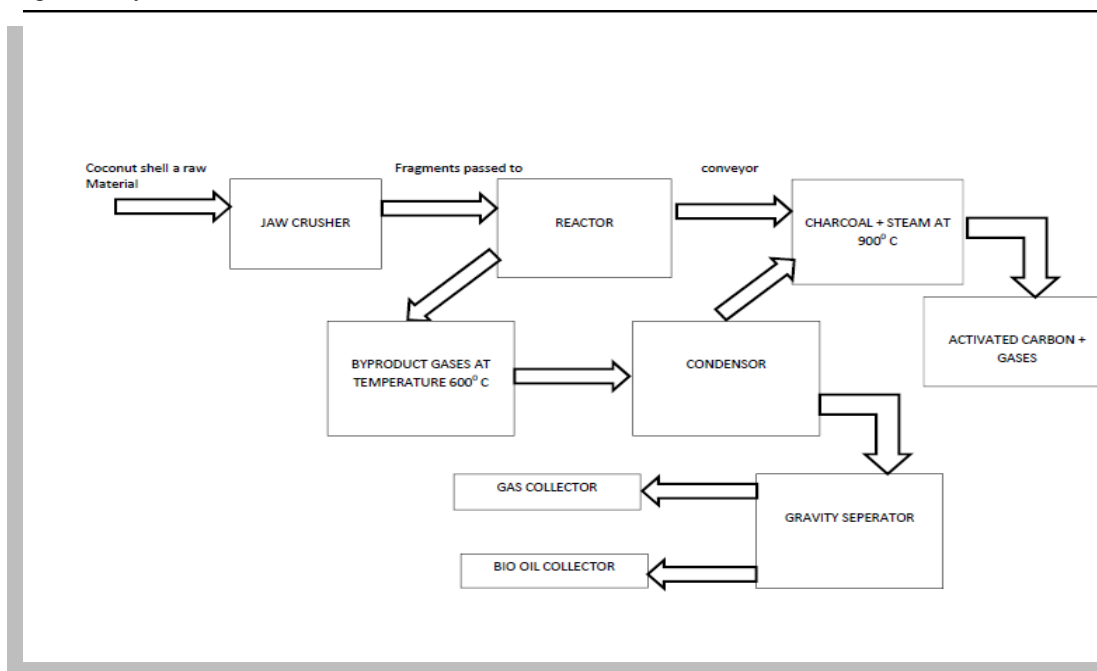 Coconut shell a raw
Material
Fragments passed to
conveyor
JAW CRUSHER
REACTOR
CHARCOAL + STEAM AT
900° C
BYPRODUCT GASES AT
TEMPERATURE 600° C
CONDENSOR
ACTIVATED CARBON +
GASES
GAS COLLECTOR
GRAVITY SEPERATOR
BIO OIL COLLECTOR